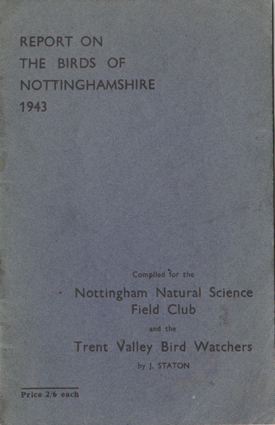 REPORT ON
THE BIRDS OF
NOTTINGHAMSHIRE
1943
Compiled for the
Nottingham Natural Science
Field Club
and the
Trent Valley Bird Watchers
by J. STATON
Price 2/6 each